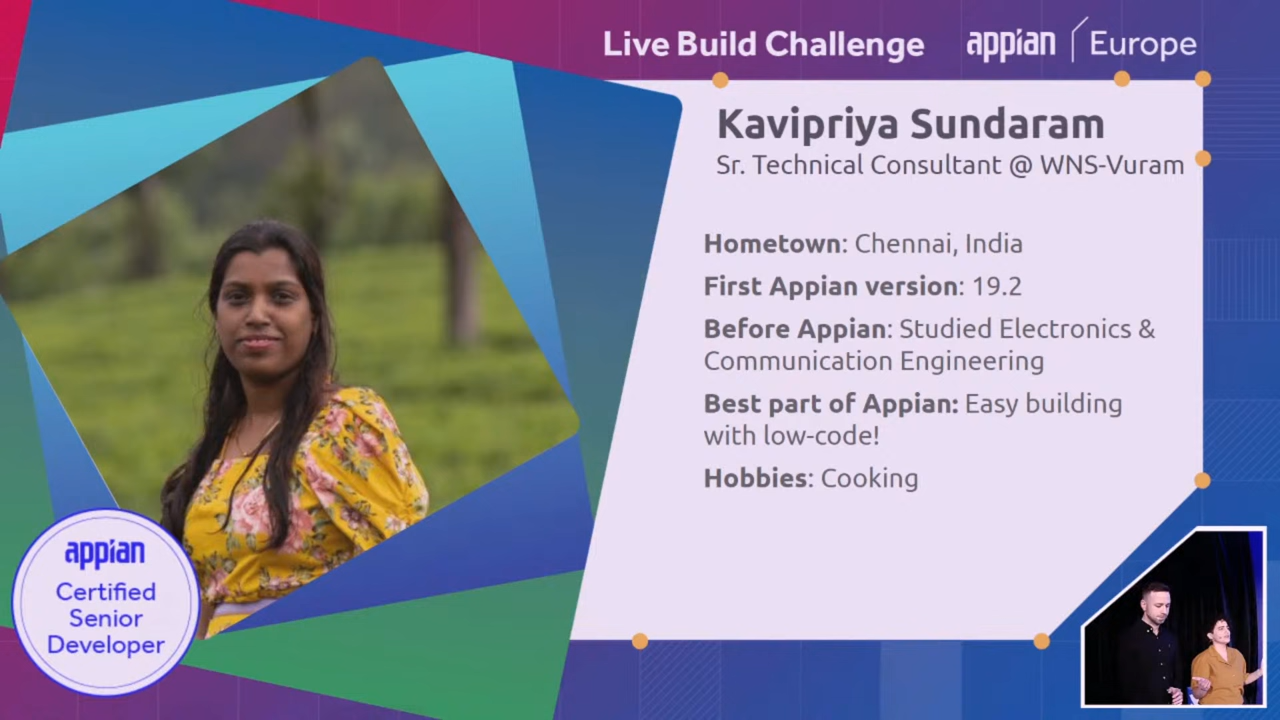 Live Build Challenge
appian Europe
Kavipriya Sundaram
Sr. Technical Consultant @ WNS-Vuram
Hometown: Chennai, India
First Appian version: 19.2
Before Appian: Studied Electronics &
Communication Engineering
Best part of Appian: Easy building
with low-code!
Hobbies: Cooking
appian
Certified
Senior
Developer